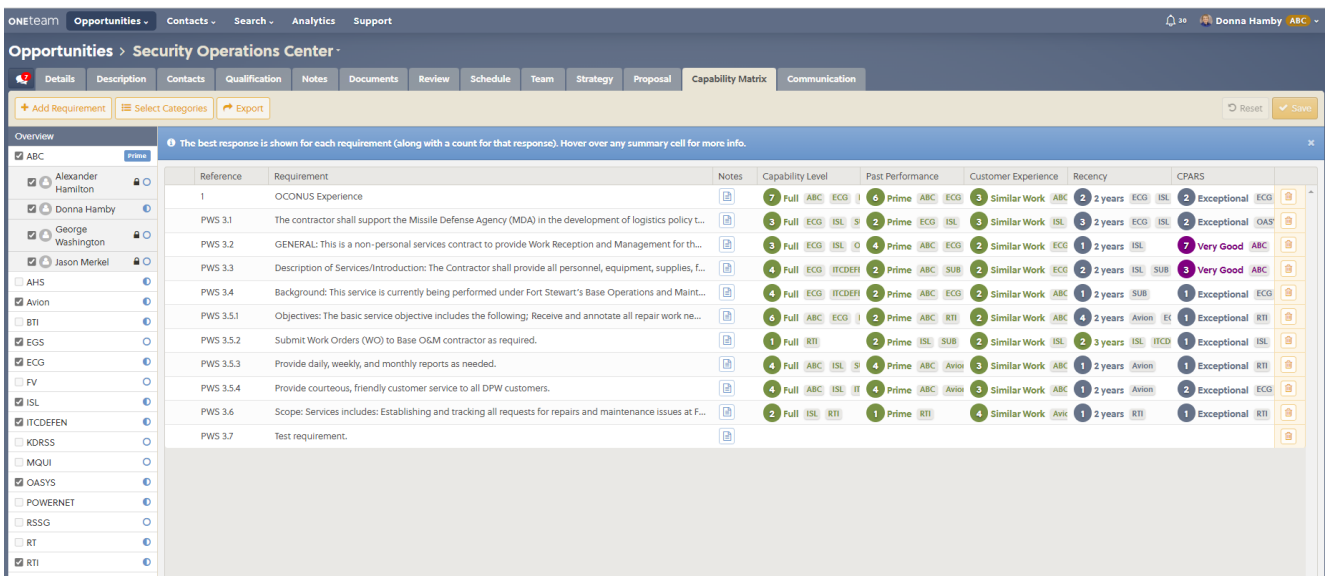 ONEteam Opportunities Contacts Search Analytics Support 30 Donna Hamby ABC
Opportunities > Security Operations Center
7 Details Description Contacts Qualification Notes Documents Review Schedule Team Strategy Proposal Capability Matrix Communication
+ Add Requirement Select Categories Export Reset Save
Overview
The best response is shown for each requirement (along with a count for that response). Hover over any summary cell for more info. ×
ABC Prime
Alexander
Hamilton
Donna Hamby
George
Washington
Jason Merkel
AHS
Avion
BTI
EGS
ECG
FV
ISL
ITCDEFEN
KDRSS
MQUI
OASYS
POWERNET
RSSG
RT
RTI
Reference Requirement Notes Capability Level Past Performance Customer Experience Recency CPARS
1 OCONUS Experience 7 Full ABC ECG 6 Prime ABC ECG 3 Similar Work ABC 2 2 years ECG ISL 2 Exceptional ECG
PWS 3.1 The contractor shall support the Missile Defense Agency (MDA) in the development of logistics policy t... 3 Full ECG ISL 2 Prime ECG ISL 3 Similar Work ISL 3 2 years ECG ISL 2 Exceptional OAS
PWS 3.2 GENERAL: This is a non-personal services contract to provide Work Reception and Management for th... 3 Full ECG ISL 4 Prime ABC ECG 2 Similar Work ECG 1 2 years ISL 7 Very Good ABC
PWS 3.3 Description of Services/Introduction: The Contractor shall provide all personnel, equipment, supplies, f... 4 Full ECG ITCDEF 2 Prime ABC SUB 2 Similar Work ECG 2 2 years ISL SUB 3 Very Good ABC
PWS 3.4 Background: This service is currently being performed under Fort Stewart's Base Operations and Maint... 4 Full ECG ITCDEF 2 Prime ABC ECG 2 Similar Work ABC 1 2 years SUB 1 Exceptional ECG
PWS 3.5.1 Objectives: The basic service objective includes the following; Receive and annotate all repair work ne... 6 Full ABC ECG 2 Prime ABC RTI 2 Similar Work ABC 4 2 years Avion 1 Exceptional RTI
PWS 3.5.2 Submit Work Orders (WO) to Base O&M contractor as required. 1 Full RTI 2 Prime ISL SUB 2 Similar Work ISL 2 3 years ISL ITCD 1 Exceptional ISL
PWS 3.5.3 Provide daily, weekly, and monthly reports as needed. 4 Full ABC ISL 4 Prime ABC Avio 2 Similar Work ABC 1 2 years Avion 1 Exceptional RTI
PWS 3.5.4 Provide courteous, friendly customer service to all DPW customers. 4 Full ABC ISL 4 Prime ABC Avio 3 Similar Work ABC 1 2 years Avion 2 Exceptional ECG
PWS 3.6 Scope: Services includes: Establishing and tracking all requests for repairs and maintenance issues at F... 2 Full ISL RTI 1 Prime RTI 4 Similar Work Avi 1 2 years RTI 1 Exceptional RTI
PWS 3.7 Test requirement.